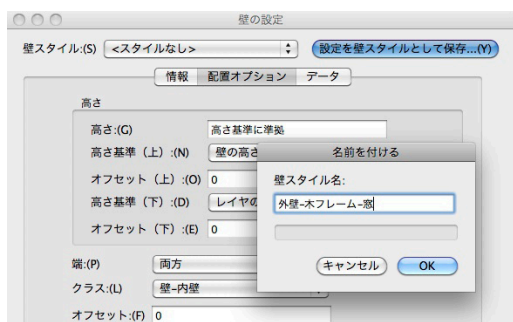 壁の設定
壁スタイル:(S) <スタイルなし> 設定を壁スタイルとして保存...(Y)
情報 配置オプション データ
高さ
高さ:(G) 高さ基準に準拠
高さ基準（上）:(N) 壁の高さ
オフセット（上）:(O) 0
高さ基準（下）:(D) レイヤの
オフセット（下）:(E) 0
端:(P) 両方
クラス:(L) 壁-内壁
オフセット:(F) 0
名前を付ける
壁スタイル名:
外壁-木フレーム-窓
キャンセル OK